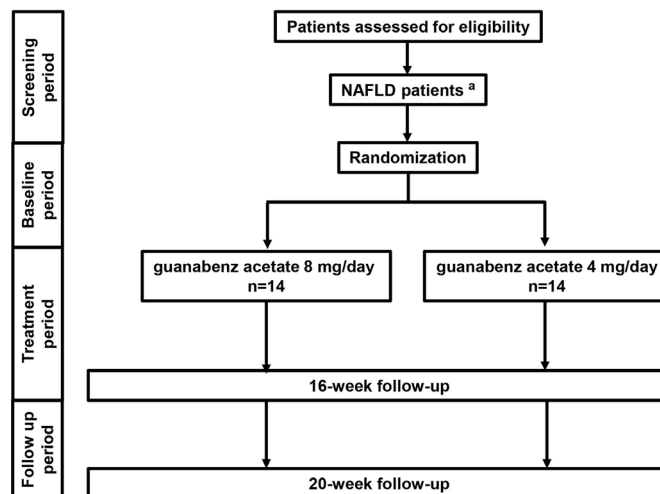 Screening
period
Patients assessed for eligibility
NAFLD patients a
Baseline
period
Randomization
Treatment
period
guanabenz acetate 8 mg/day
n=14
guanabenz acetate 4 mg/day
n=14
16-week follow-up
Follow up
period
20-week follow-up